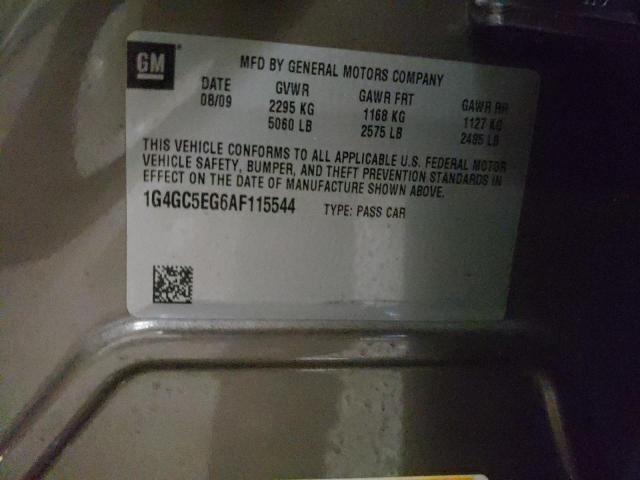 GM
MFD BY GENERAL MOTORS COMPANY
DATE GVWR GAWR FRT GAWR RR
08/09 2295 KG 1168 KG 1127 KG
5060 LB 2575 LB 2485 LB
THIS VEHICLE CONFORMS TO ALL APPLICABLE U.S. FEDERAL MOTOR
VEHICLE SAFETY, BUMPER, AND THEFT PREVENTION STANDARDS IN
EFFECT ON THE DATE OF MANUFACTURE SHOWN ABOVE.
1G4GC5EG6AF115544 TYPE: PASS CAR